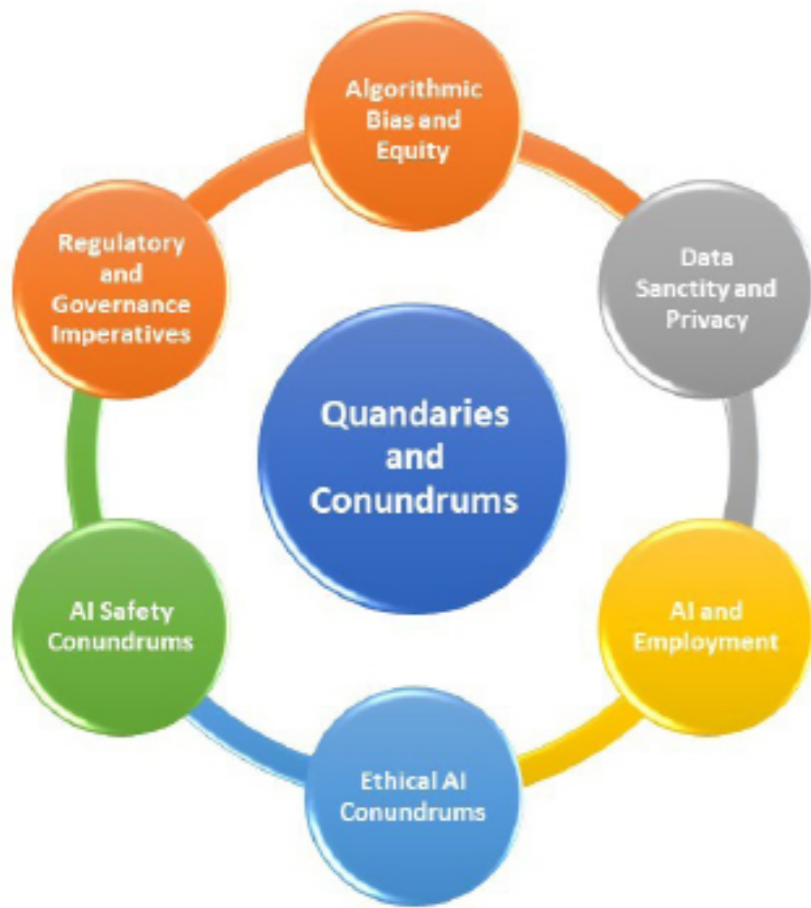 Algorithmic
Bias and
Equity
Data
Sanctity and
Privacy
AI and
Employment
Ethical AI
Conundrums
AI Safety
Conundrums
Regulatory
and
Governance
Imperatives
Quandaries
and
Conundrums